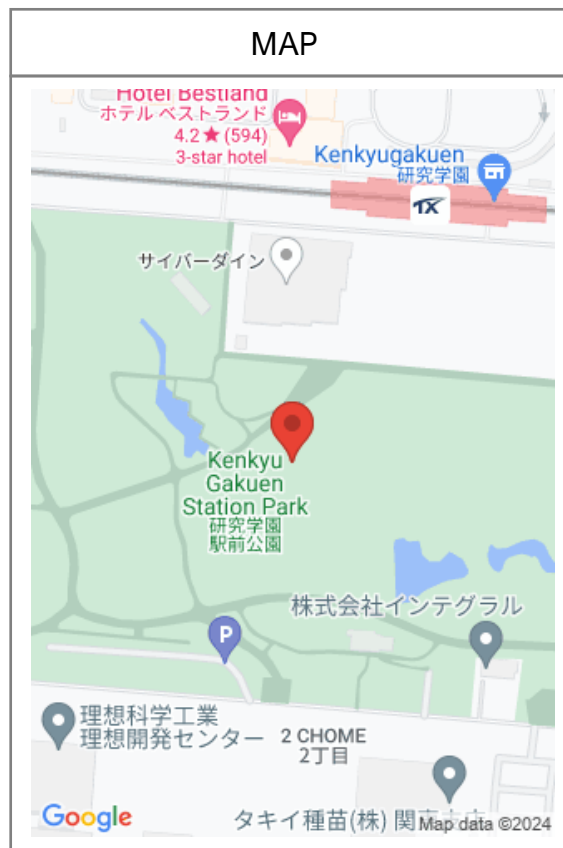 MAP
Hotel Bestland
ホテル ベストランド
4.2★(594)
3-star hotel
Kenkyugakuen
研究学園
TX
サイバーダイン
Kenkyu
Gakuen
Station Park
研究学園
駅前公園
株式会社インテグラル
P
理想科学工業
理想開発センター
2 CHOME
2丁目
タキイ種苗(株) 関
Google
Map data ©2024